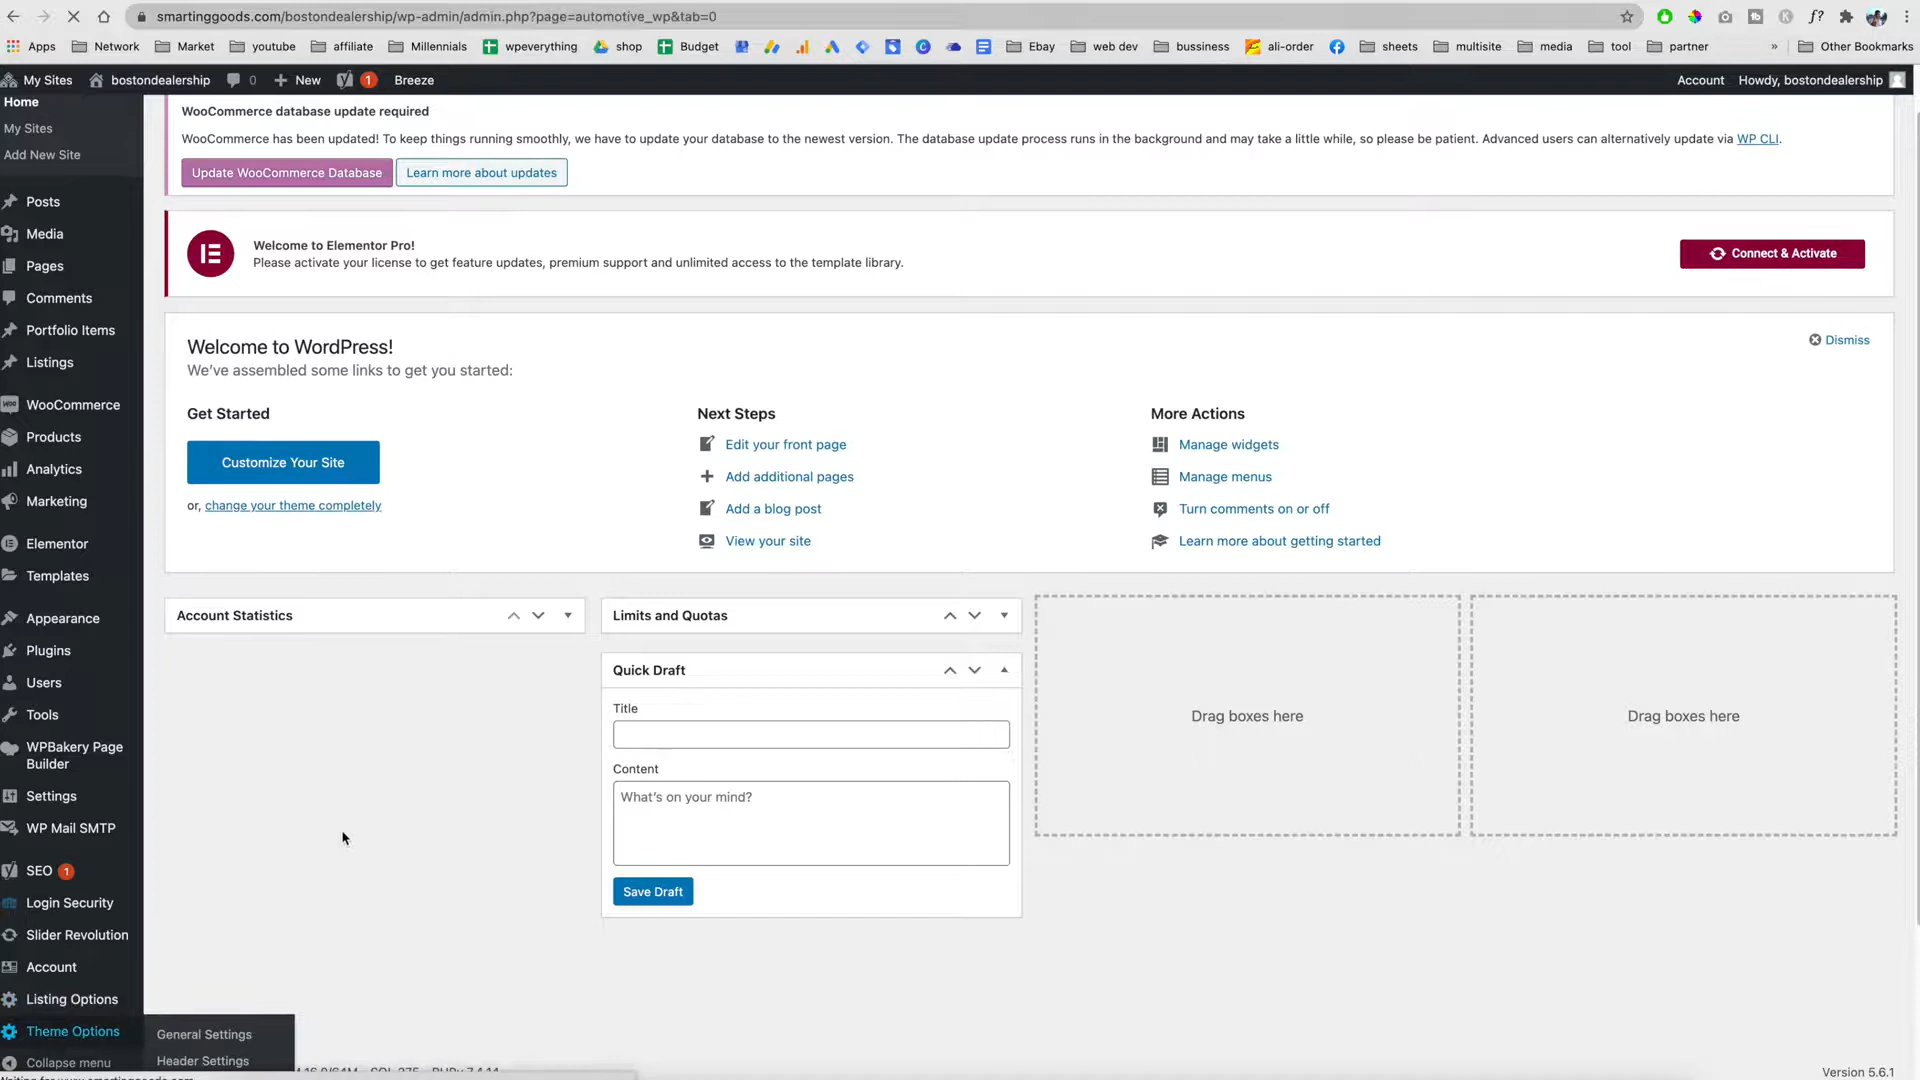 smartinggoods.com/bostondealership/wp-admin/admin.php?page=automotive_wp&tab=0
Apps Network Market youtube affiliate Millennials wpeverything shop Budget Ebay web dev bussiness ali-order sheets multisite media tool partner » Other Bookmarks
My Sites bostondealership 0 New 1 Breeze Account Howdy, bostondealership
Home
My Sites
Add New Site
Posts
Media
Pages
Comments
Portfolio Items
Listings
WooCommerce
Products
Analytics
Marketing
Elementor
Templates
Appearance
Plugins
Users
Tools
WPBakery Page
Builder
Settings
WP Mail SMTP
SEO 1
Login Security
Slider Revolution
Account
Listing Options
Theme Options
Collapse menu
General Settings
Header Settings
WooCommerce database update required
WooCommerce has been updated! To keep things running smoothly, we have to update your database to the newest version. The database update process runs in the background and may take a little while, so please be patient. Advanced users can alternatively update via WP CLI.
Update WooCommerce Database Learn more about updates
Welcome to Elementor Pro!
Please activate your license to get feature updates, premium support and unlimited access to the template library.
Connect & Activate
Welcome to WordPress!
We've assembled some links to get you started:
Dismiss
Get Started
Customize Your Site
or, change your theme completely
Next Steps
Edit your front page
Add additional pages
Add a blog post
View your site
More Actions
Manage widgets
Manage menus
Turn comments on or off
Learn more about getting started
Account Statistics
Limits and Quotas
Quick Draft
Title
Content
What's on your mind?
Save Draft
Drag boxes here
Drag boxes here
Version 5.6.1